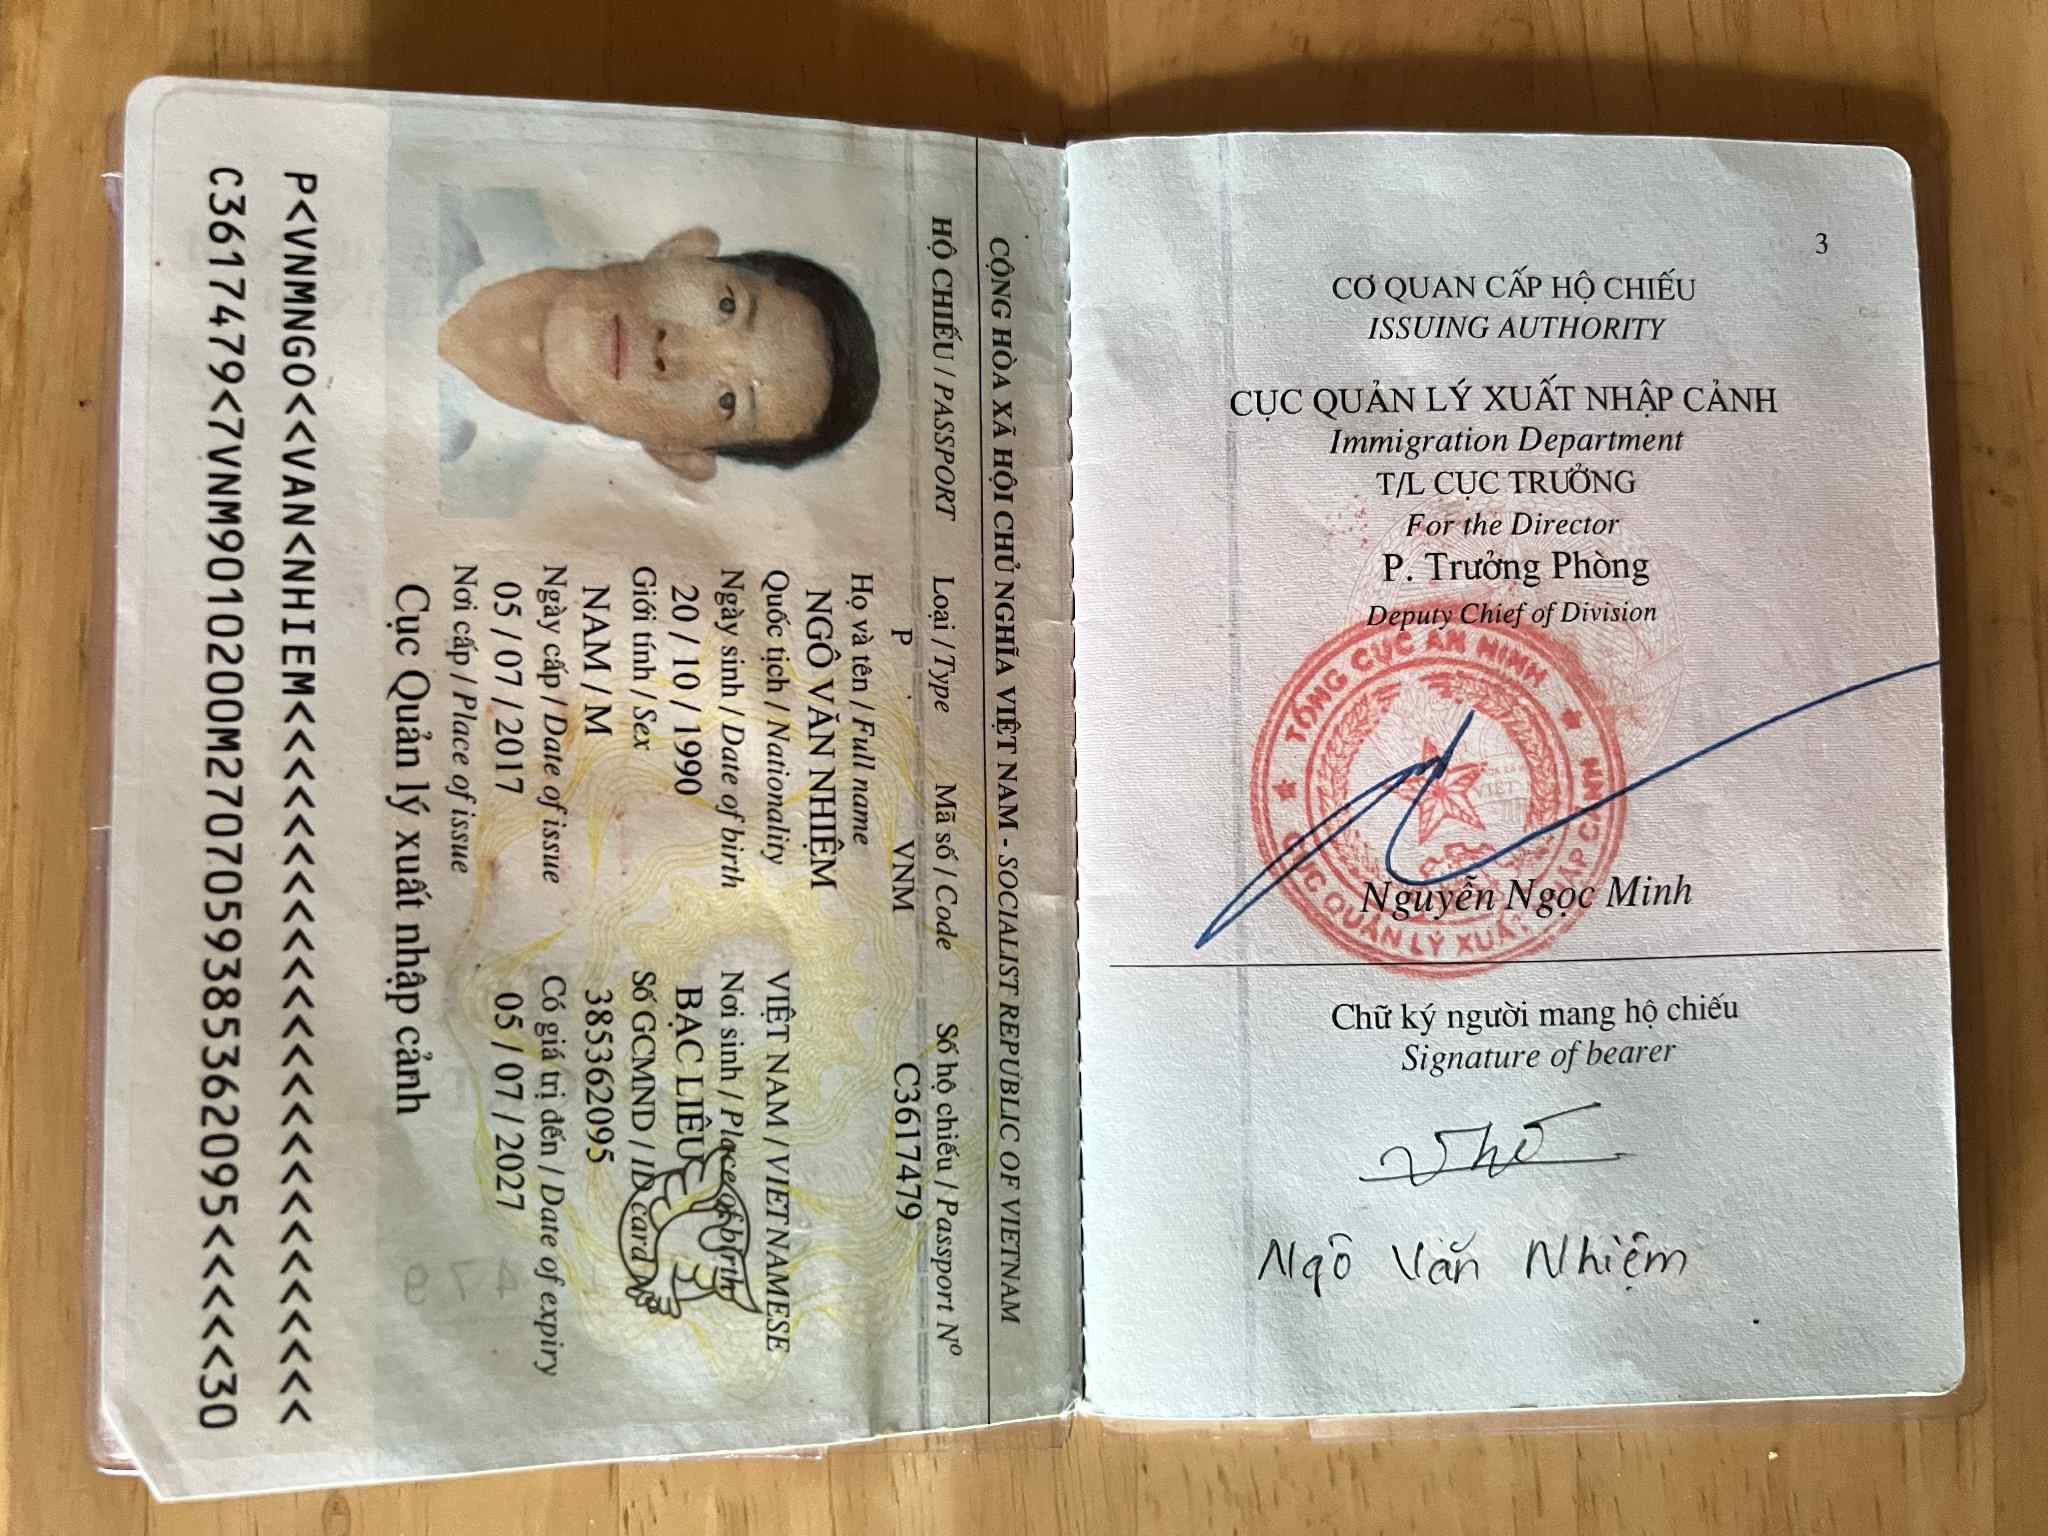 CỘNG HÒA XÃ HỘI CHỦ NGHĨA VIỆT NAM - SOCIALIST REPUBLIC OF VIETNAM
HỘ CHIẾU / PASSPORT Loại / Type Mã số / Code Số hộ chiếu / Passport Nº
P VNM C3617479
Họ và tên / Full name
NGÔ VĂN NHIỆM
Quốc tịch / Nationality VIỆT NAM / VIETNAMESE
Ngày sinh / Date of birth Nơi sinh / Place of birth
20 / 10 / 1990 BẠC LIÊU
Giới tính / Sex Số GCMND / ID card Nº
NAM / M 385362095
Ngày cấp / Date of issue Có giá trị đến / Date of expiry
05 / 07 / 2017 05 / 07 / 2027
Nơi cấp / Place of issue
Cục Quản lý xuất nhập cảnh
P<VNMNGO<<VAN<NHIEM<<<<<<<<<<<<<<<<<<<<<<<<<
C3617479<7VNM9010200M2707059385362095<<<<<30
3
CƠ QUAN CẤP HỘ CHIẾU
ISSUING AUTHORITY
CỤC QUẢN LÝ XUẤT NHẬP CẢNH
Immigration Department
T/L CỤC TRƯỞNG
For the Director
P. Trưởng Phòng
Deputy Chief of Division
TỔNG CỤC AN NINH
CỤC QUẢN LÝ XUẤT NHẬP CẢNH
Nguyễn Ngọc Minh
Chữ ký người mang hộ chiếu
Signature of bearer
Ngô Văn Nhiệm